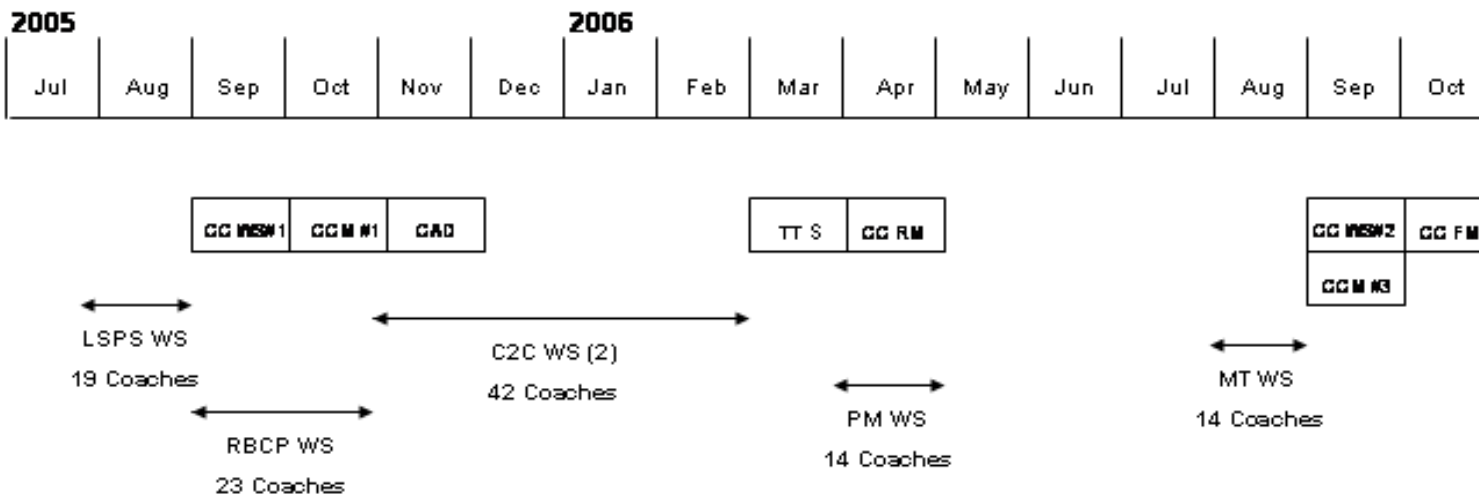 2005 2006
Jul Aug Sep Oct Nov Dec Jan Feb Mar Apr May Jun Jul Aug Sep Oct
CC WS#1 CCM #1 CAD TT S CC RM CC WS#2 CC FM
CCM #3
LSPS WS
19 Coaches
C2C WS (2)
42 Coaches
MT WS
14 Coaches
PM WS
14 Coaches
RBCP WS
23 Coaches